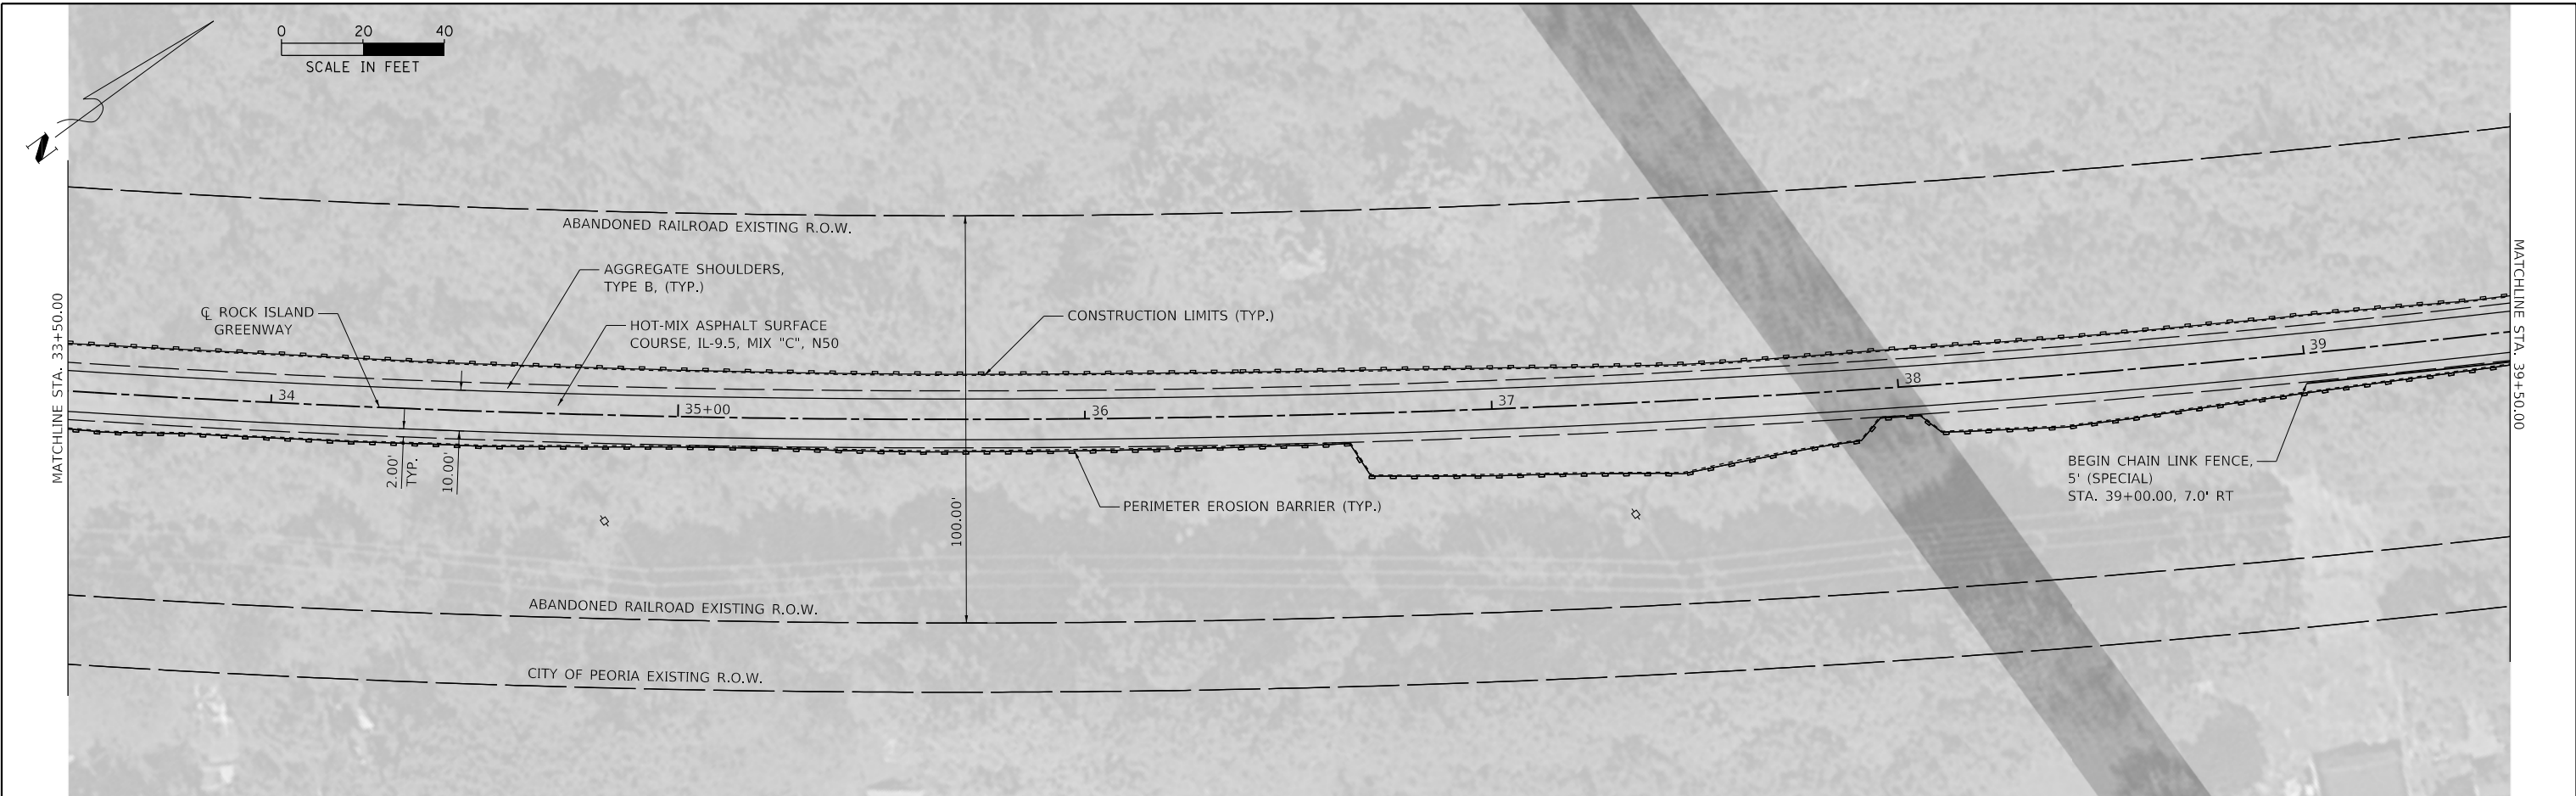 0 20 40
SCALE IN FEET
N
MATCHLINE STA. 33+50.00
MATCHLINE STA. 39+50.00
ABANDONED RAILROAD EXISTING R.O.W.
AGGREGATE SHOULDERS,
TYPE B, (TYP.)
℄ ROCK ISLAND
GREENWAY
HOT-MIX ASPHALT SURFACE
COURSE, IL-9.5, MIX "C", N50
CONSTRUCTION LIMITS (TYP.)
34
35+00
36
37
38
39
2.00'
TYP.
10.00'
100.00'
PERIMETER EROSION BARRIER (TYP.)
BEGIN CHAIN LINK FENCE,
5' (SPECIAL)
STA. 39+00.00, 7.0' RT
ABANDONED RAILROAD EXISTING R.O.W.
CITY OF PEORIA EXISTING R.O.W.